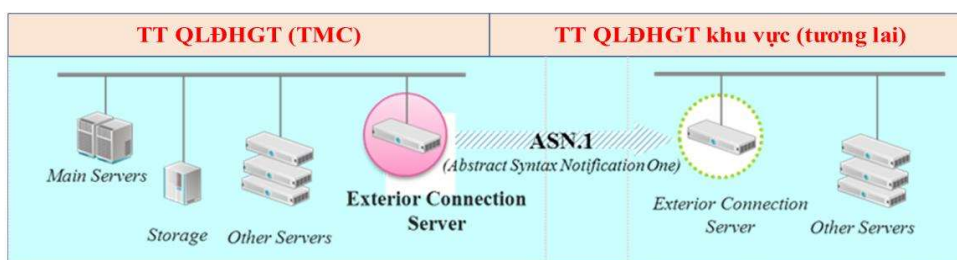 TT QLĐHGT (TMC)
TT QLĐHGT khu vực (tương lai)
Main Servers
Storage
Other Servers
Exterior Connection
Server
ASN.1
(Abstract Syntax Notification One)
Exterior Connection
Server
Other Servers